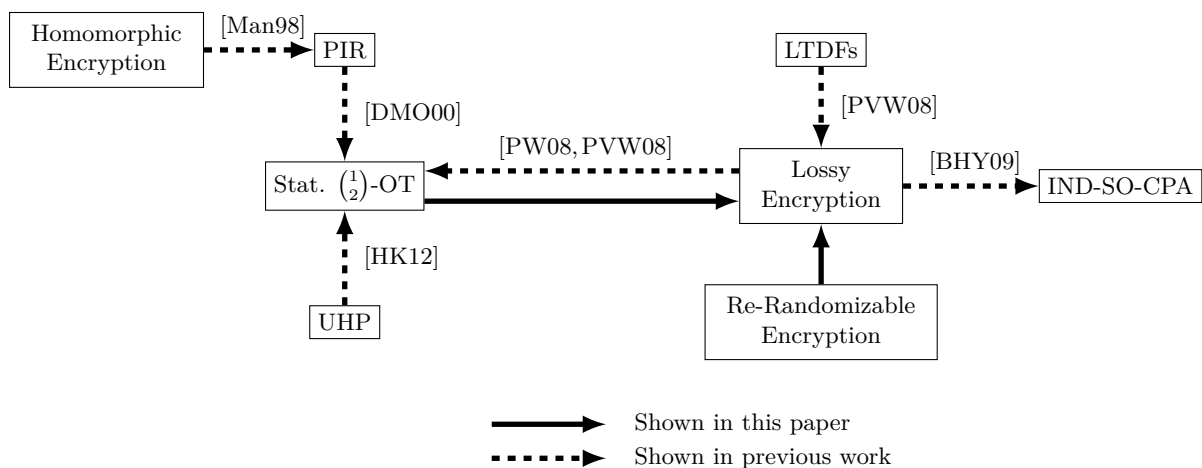 Homomorphic
Encryption
[Man98]
PIR
LTDFs
[DMO00]
[PVW08]
Stat. (1 2)-OT
[PW08, PVW08]
Lossy
Encryption
[BHY09]
IND-SO-CPA
[HK12]
UHP
Re-Randomizable
Encryption
Shown in this paper
Shown in previous work